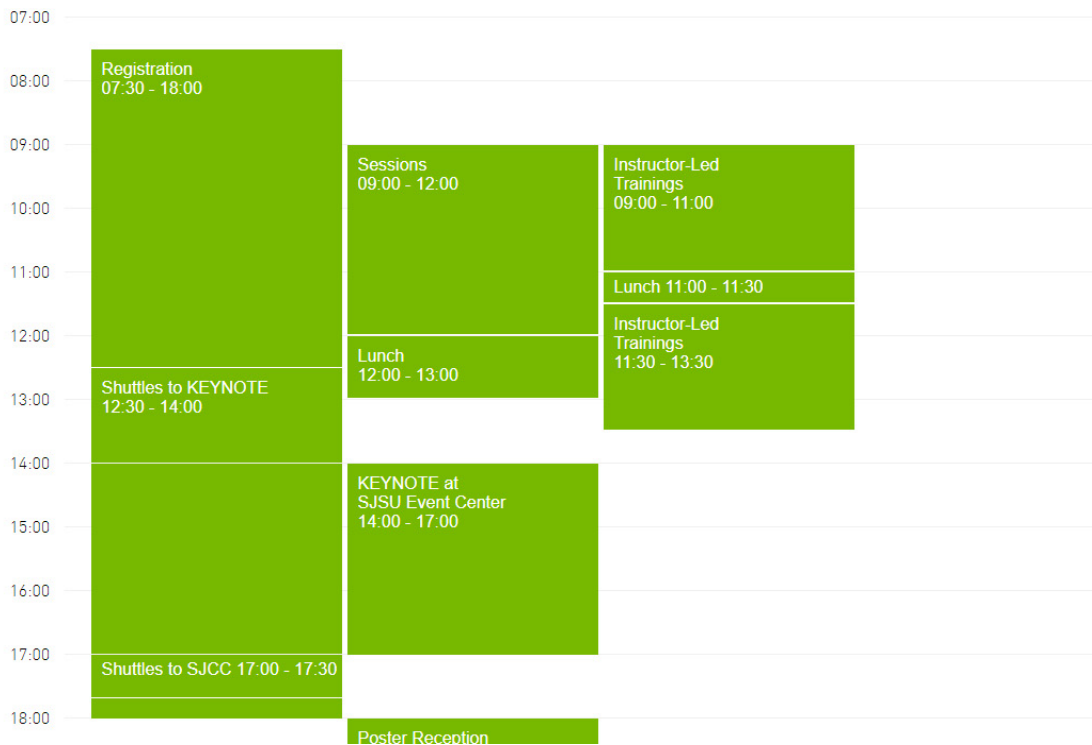 07:00
08:00
09:00
10:00
11:00
12:00
13:00
14:00
15:00
16:00
17:00
18:00
Registration
07:30 - 18:00
Shuttles to KEYNOTE
12:30 - 14:00
Shuttles to SJCC 17:00 - 17:30
Sessions
09:00 - 12:00
Lunch
12:00 - 13:00
KEYNOTE at
SJSU Event Center
14:00 - 17:00
Poster Reception
Instructor-Led
Trainings
09:00 - 11:00
Lunch 11:00 - 11:30
Instructor-Led
Trainings
11:30 - 13:30